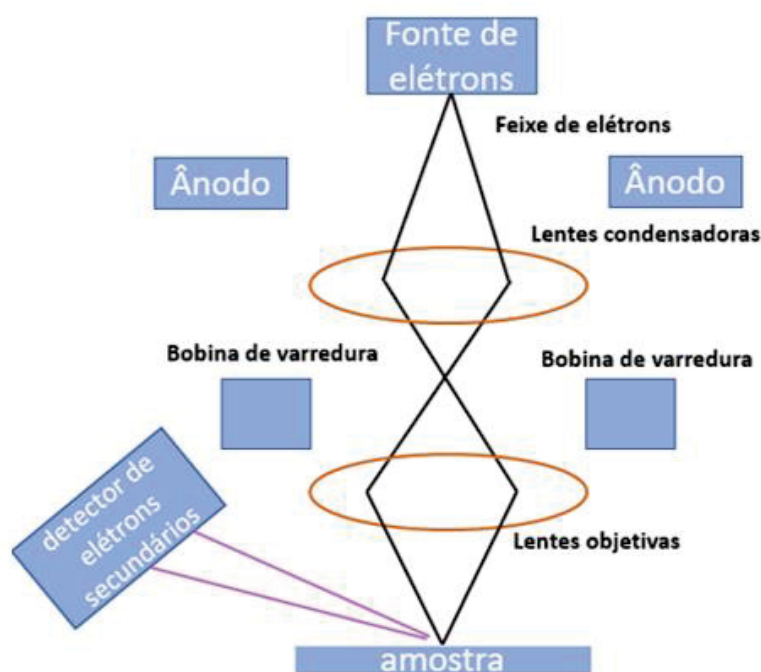 Fonte de
elétrons
Feixe de elétrons
Ânodo
Ânodo
Lentes condensadoras
Bobina de varredura
Bobina de varredura
detector de
elétrons
secundários
Lentes objetivas
amostra